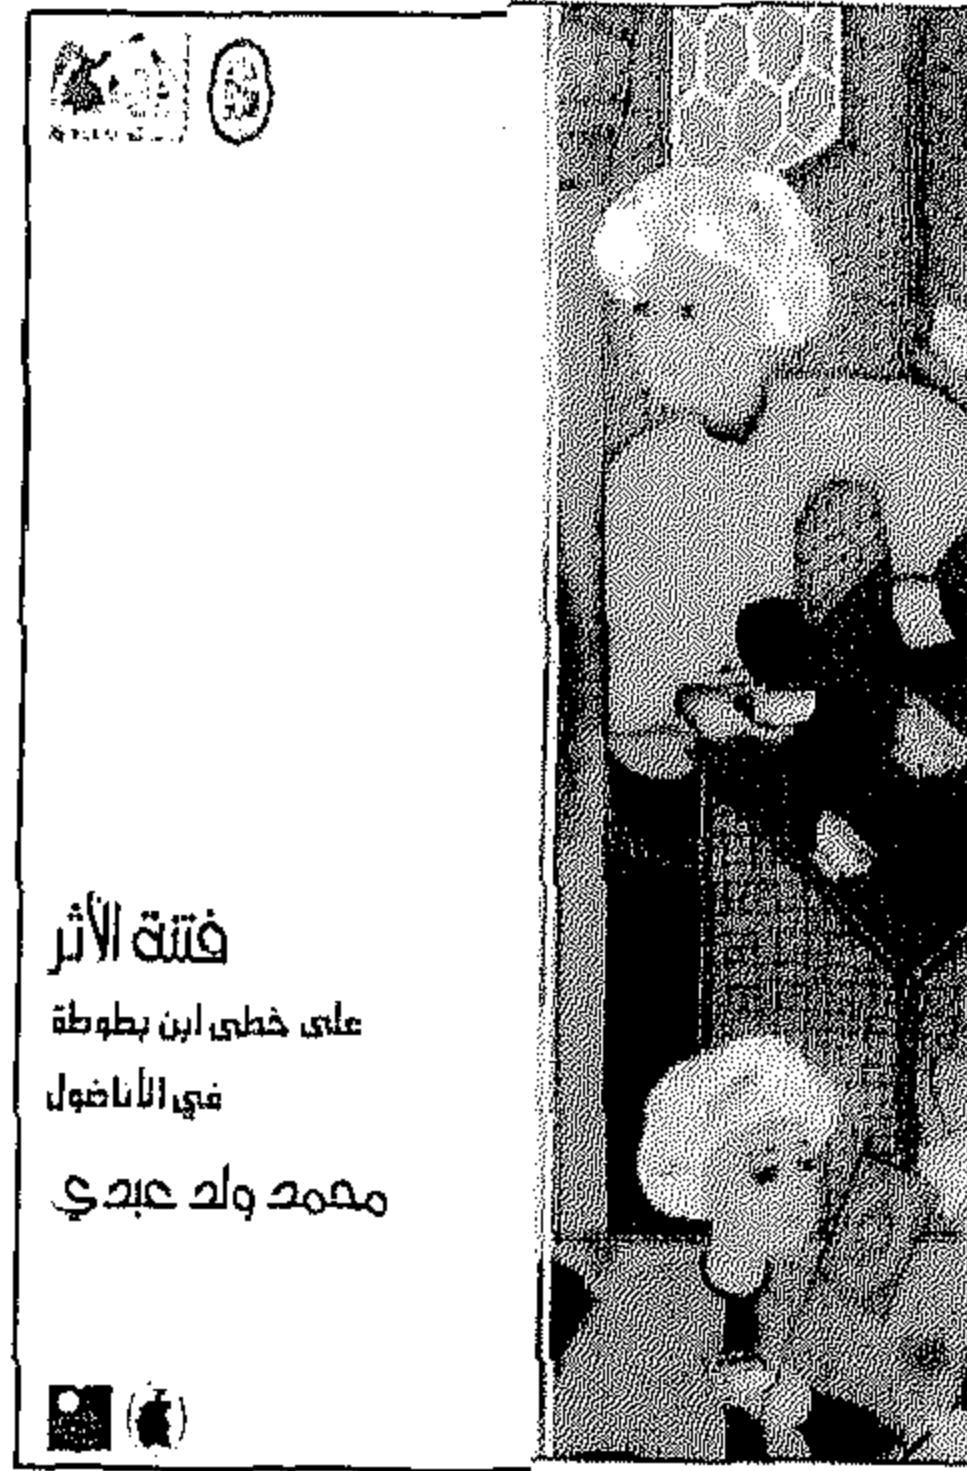 فتنة الأثر
على خطى ابن بطوطة
في الأناضول
محمد ولد عبدي